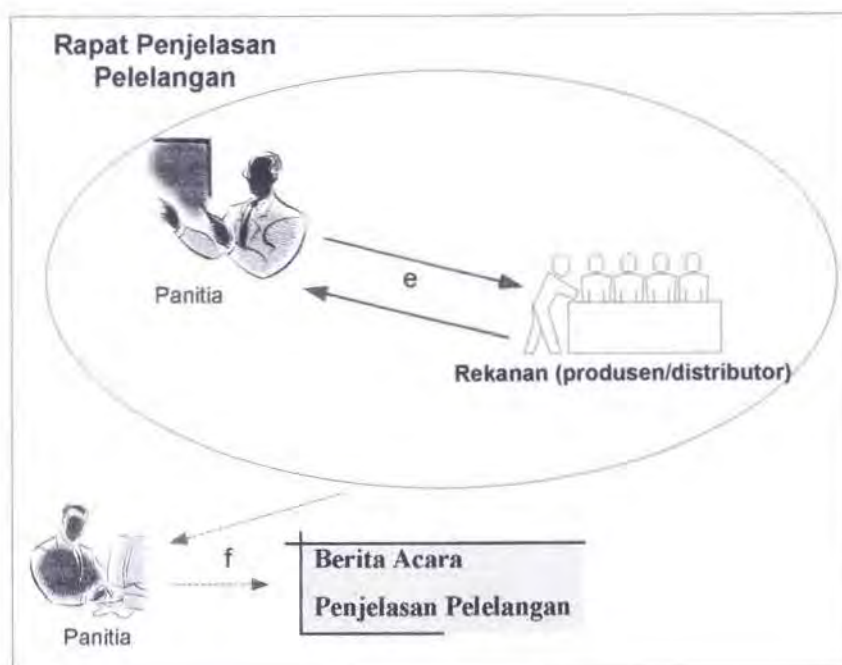 Rapat Penjelasan
Pelelangan
Panitia
e
Rekanan (produsen/distributor)
Panitia
f
Berita Acara
Penjelasan Pelelangan